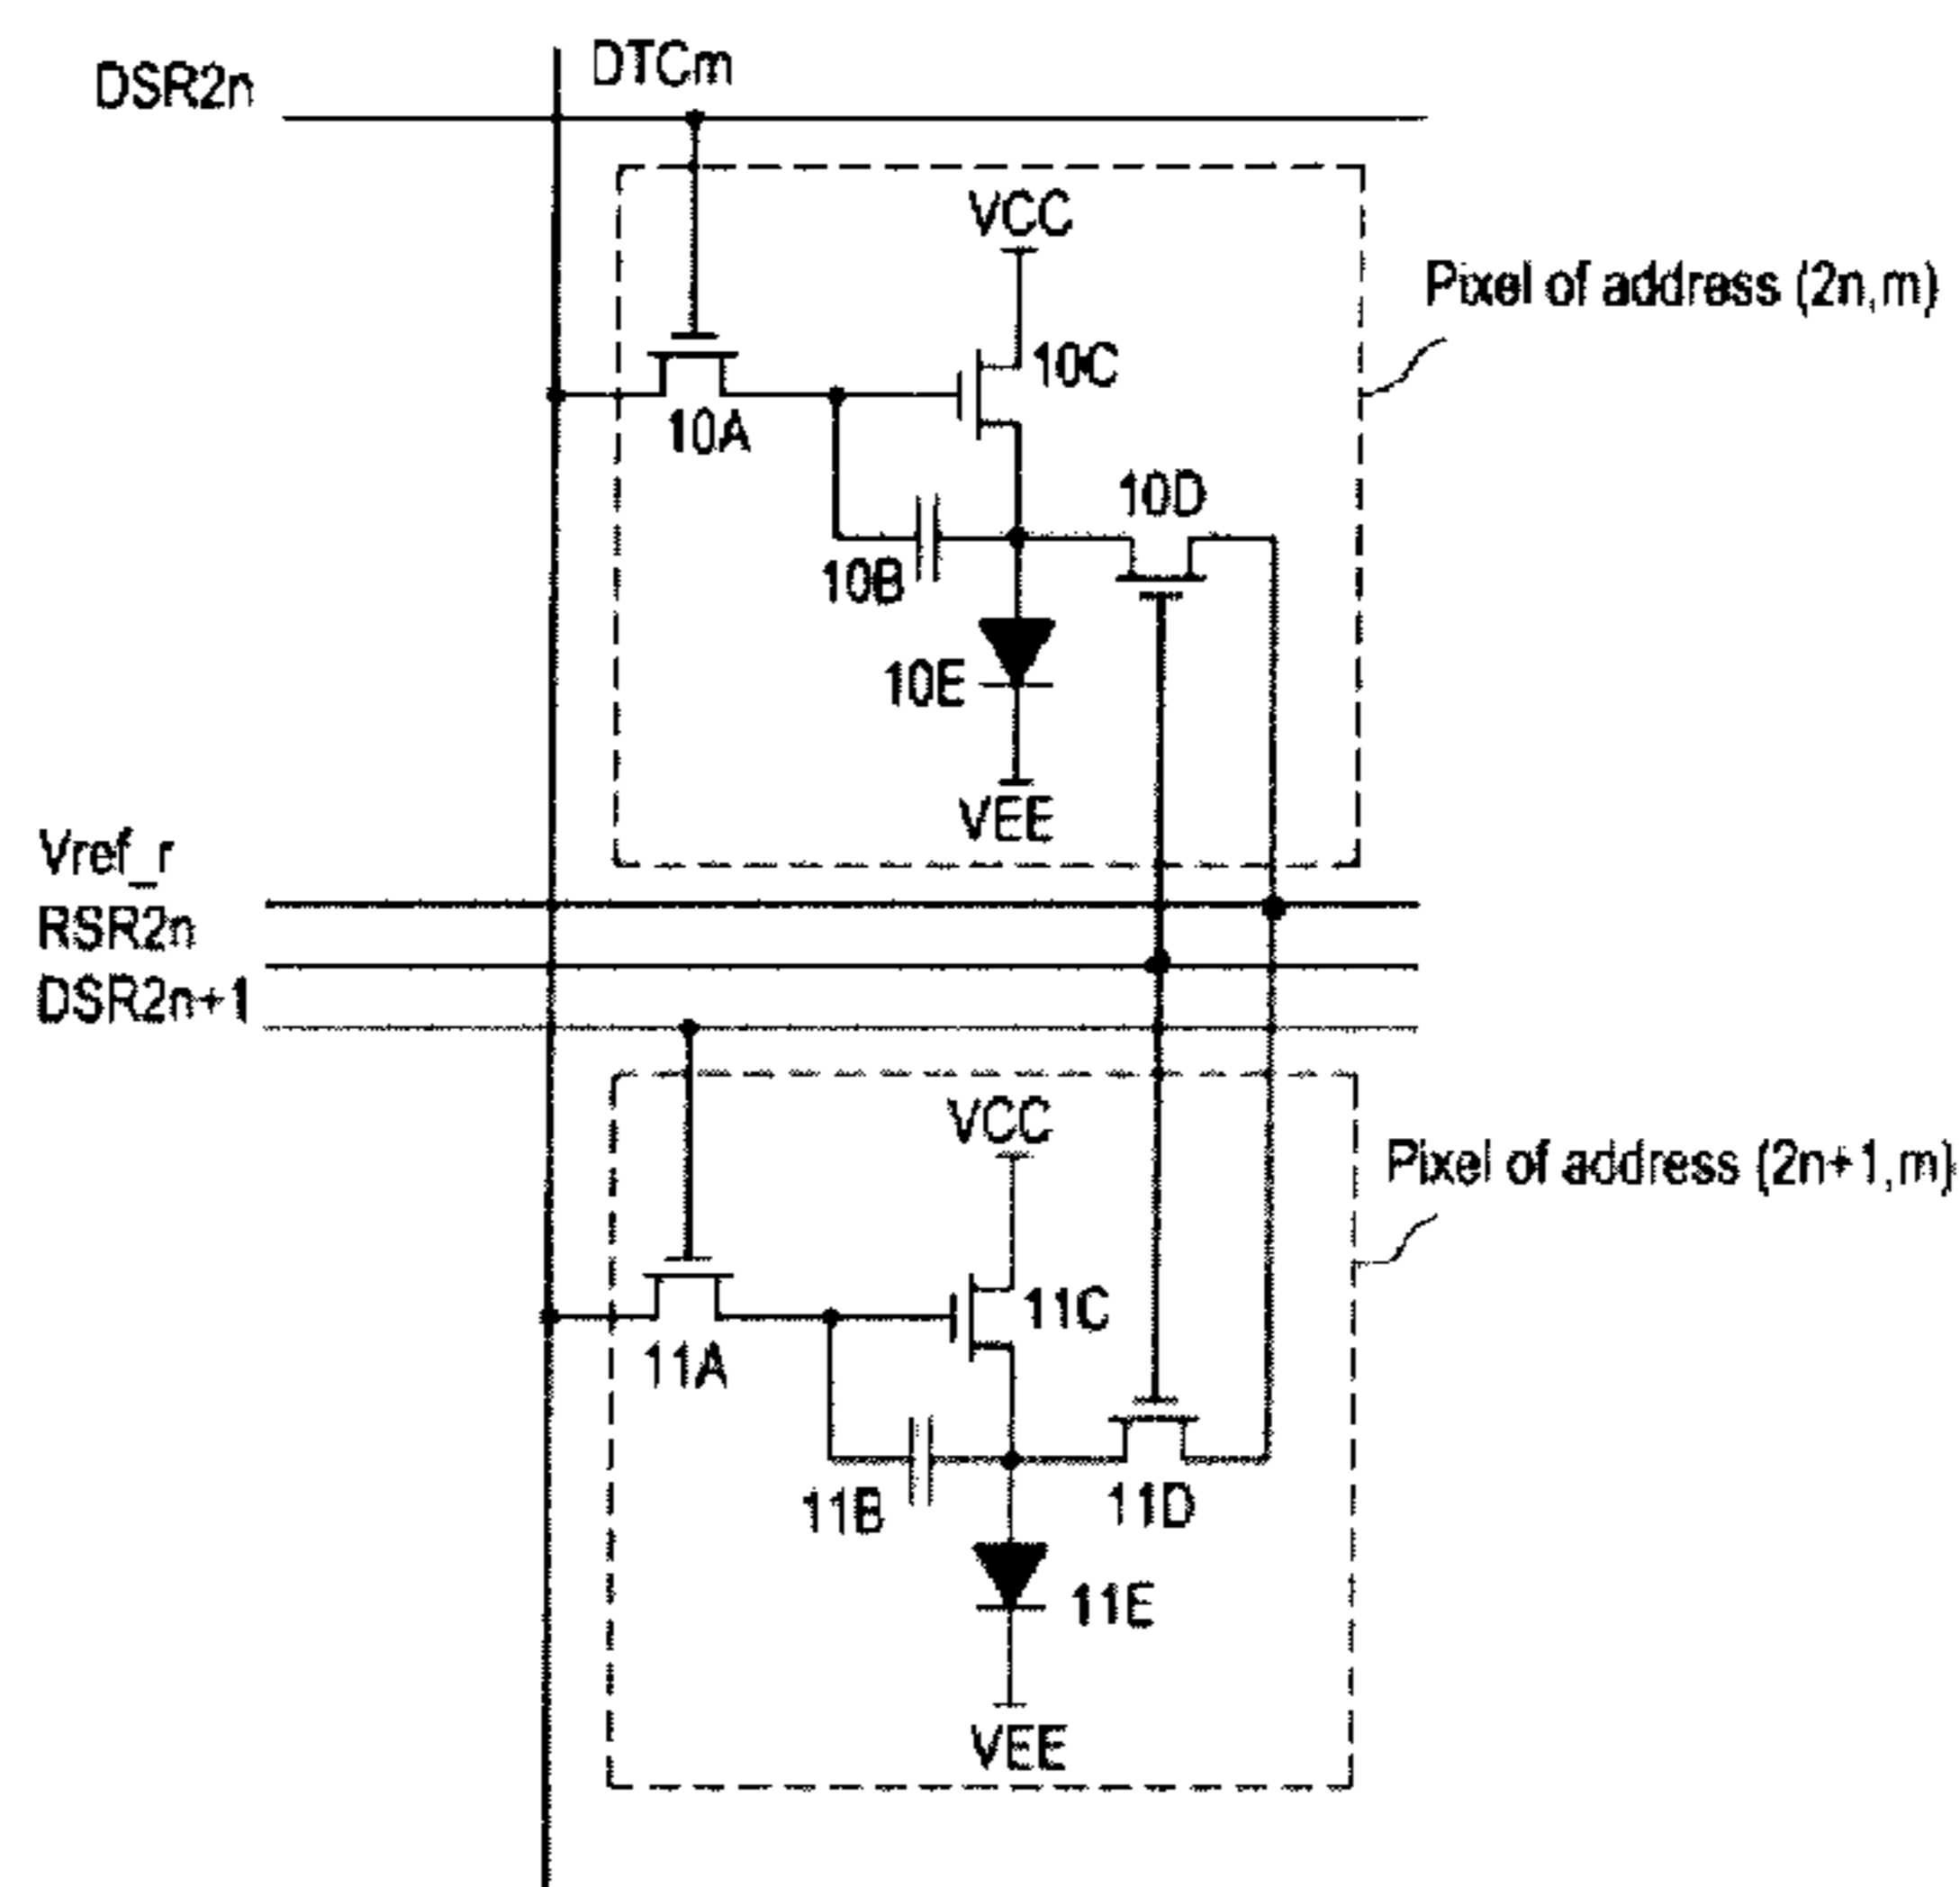 DSR2n
DTCm
VCC
Pixel of address (2n,m)
10C
10A
10D
10B
10E
VEE
Vref_r
RSR2n
DSR2n+1
VCC
Pixel of address (2n+1,m)
11C
11A
11B
11D
11E
VEE